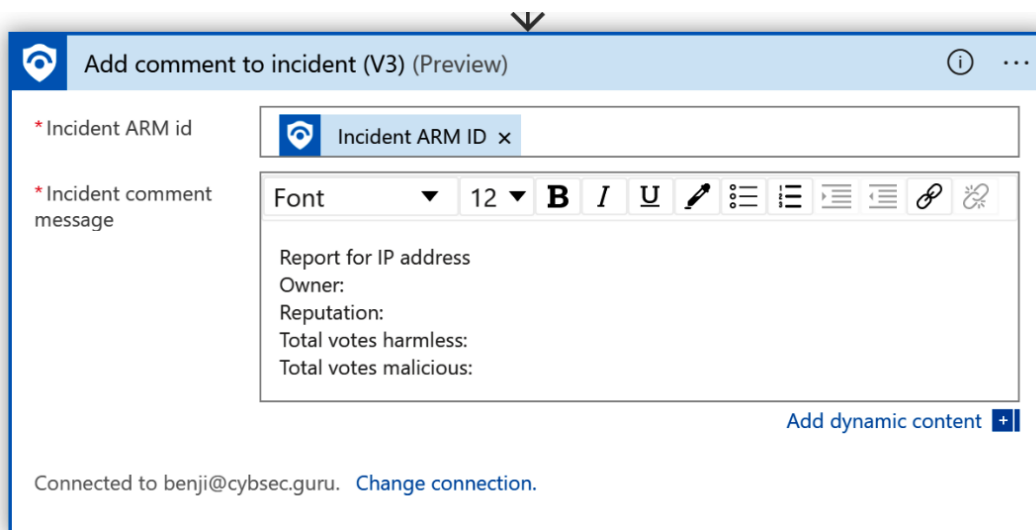 Add comment to incident (V3) (Preview)
* Incident ARM id
Incident ARM ID ×
* Incident comment
message
Font 12 B I U
Report for IP address
Owner:
Reputation:
Total votes harmless:
Total votes malicious:
Add dynamic content
Connected to benji@cybsec.guru. Change connection.